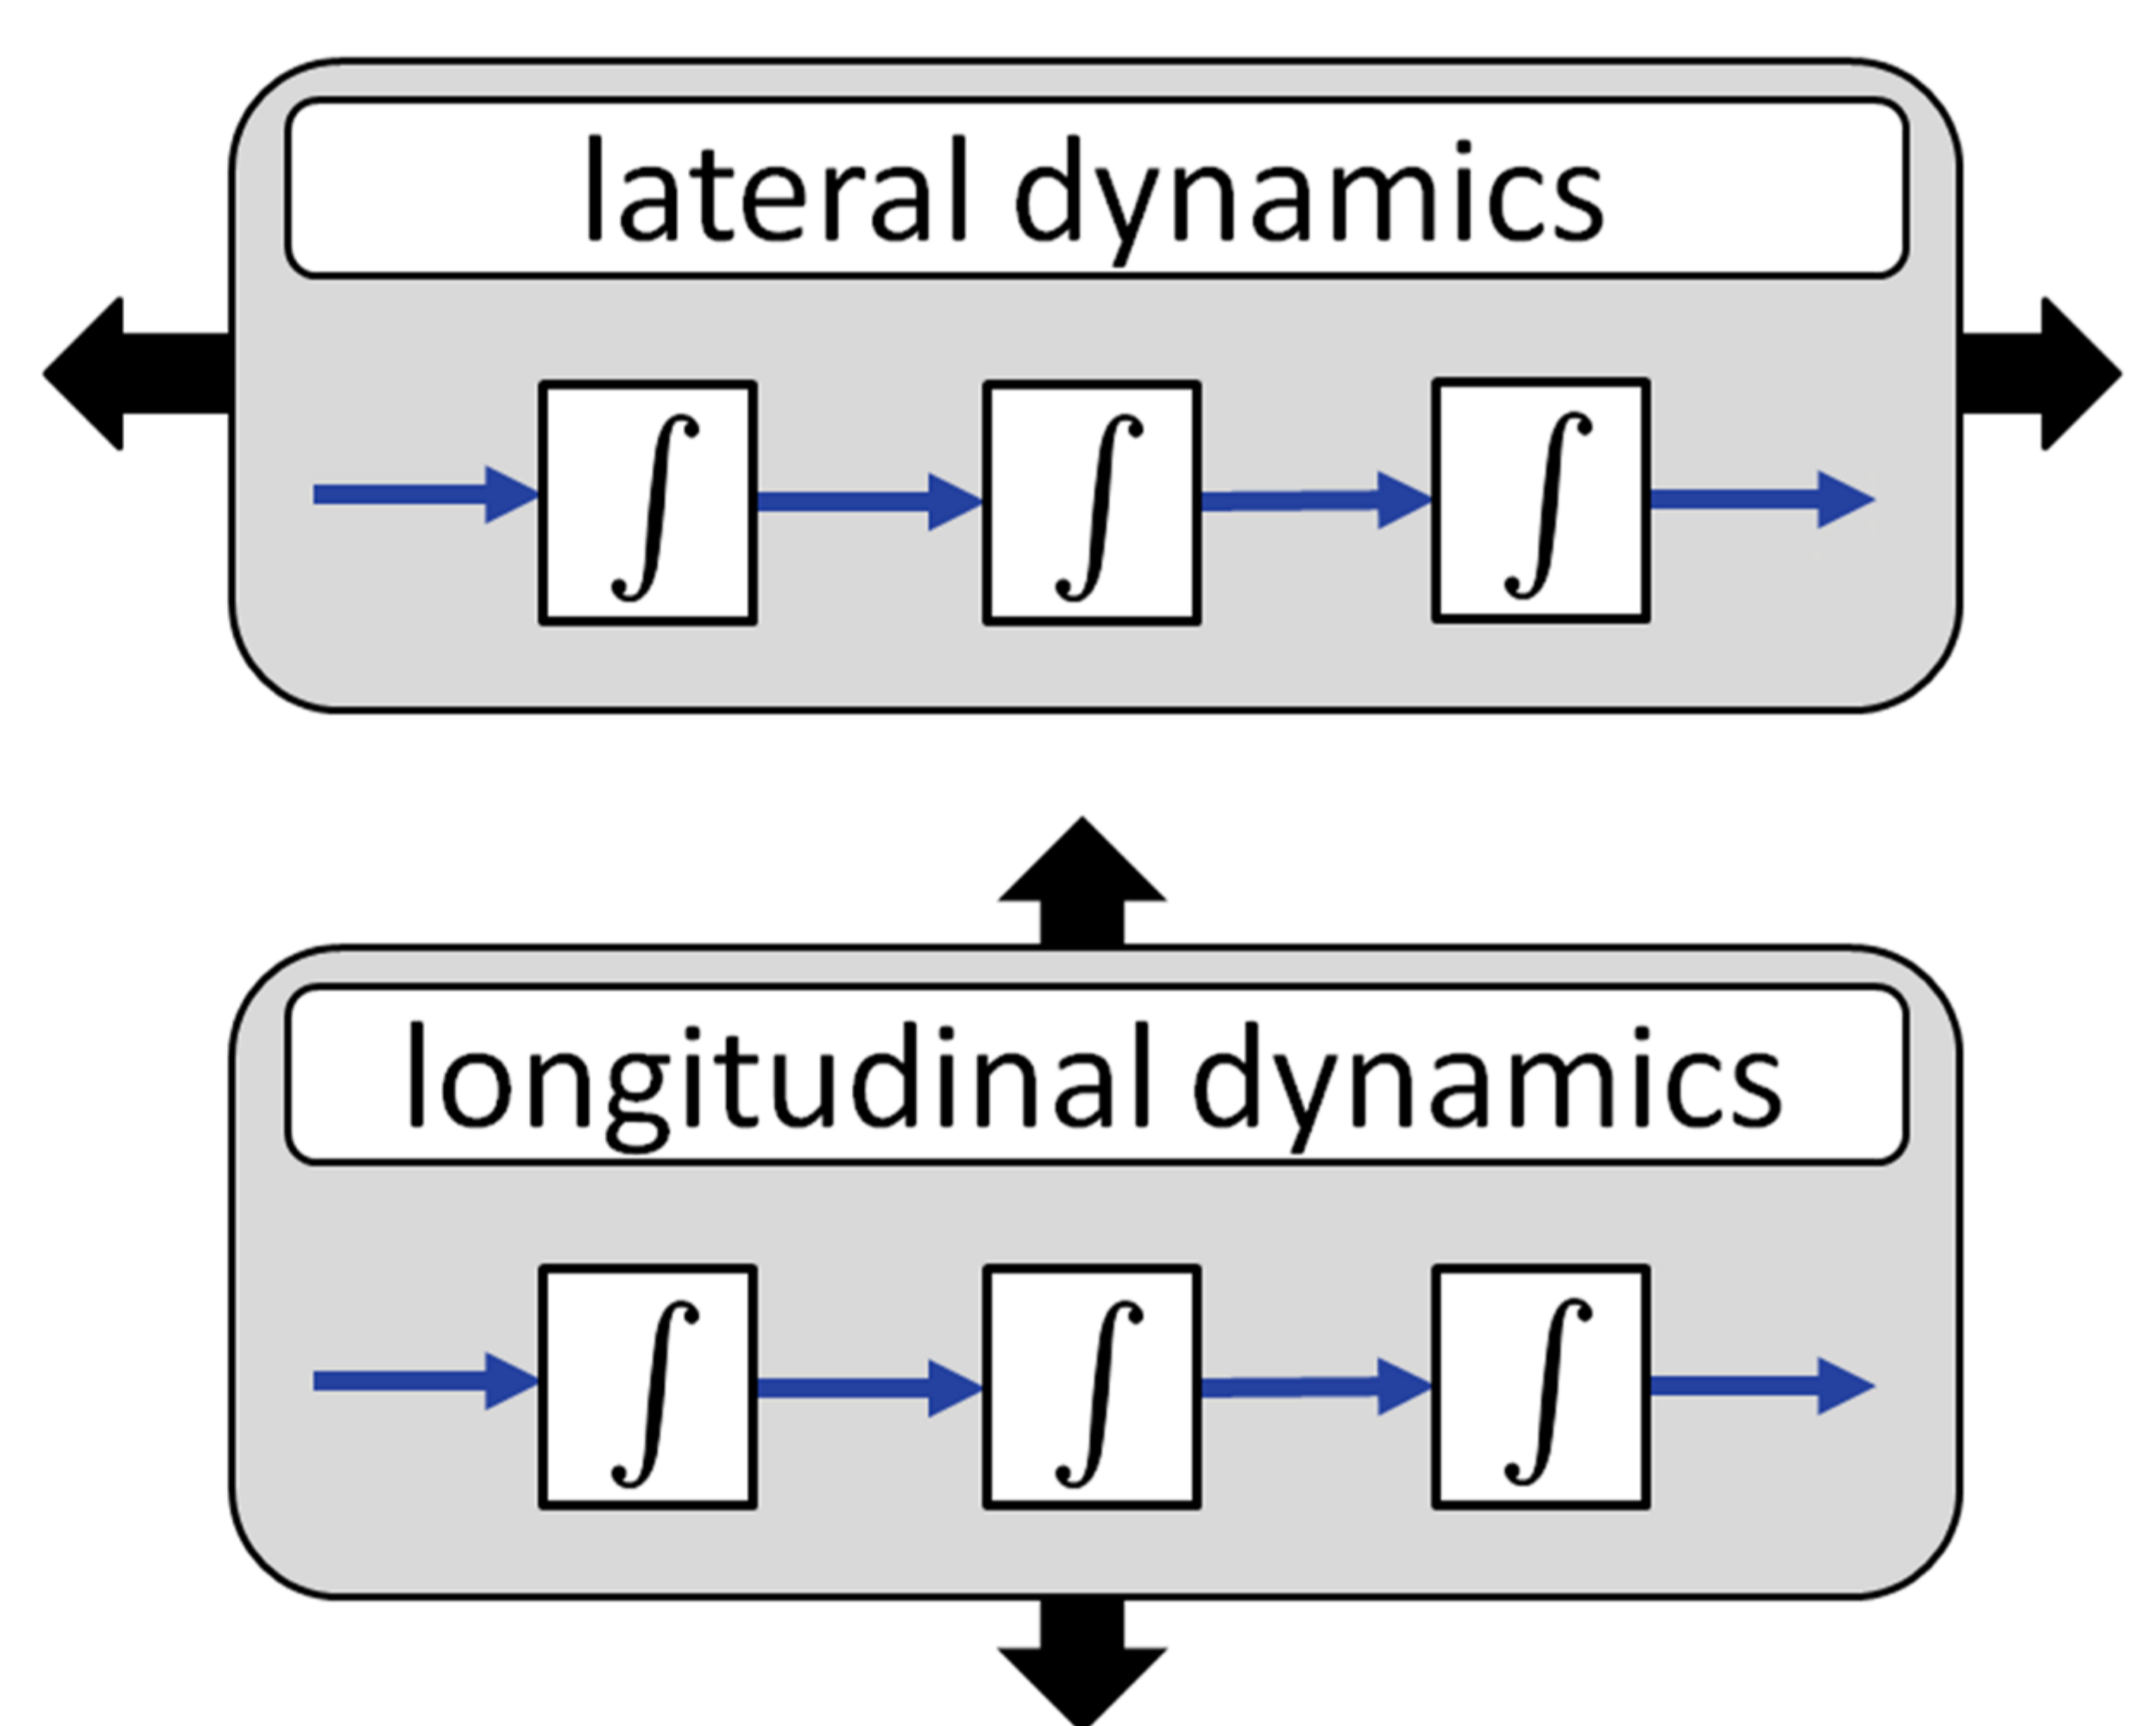 lateral dynamics
∫ ∫ ∫
longitudinal dynamics
∫ ∫ ∫